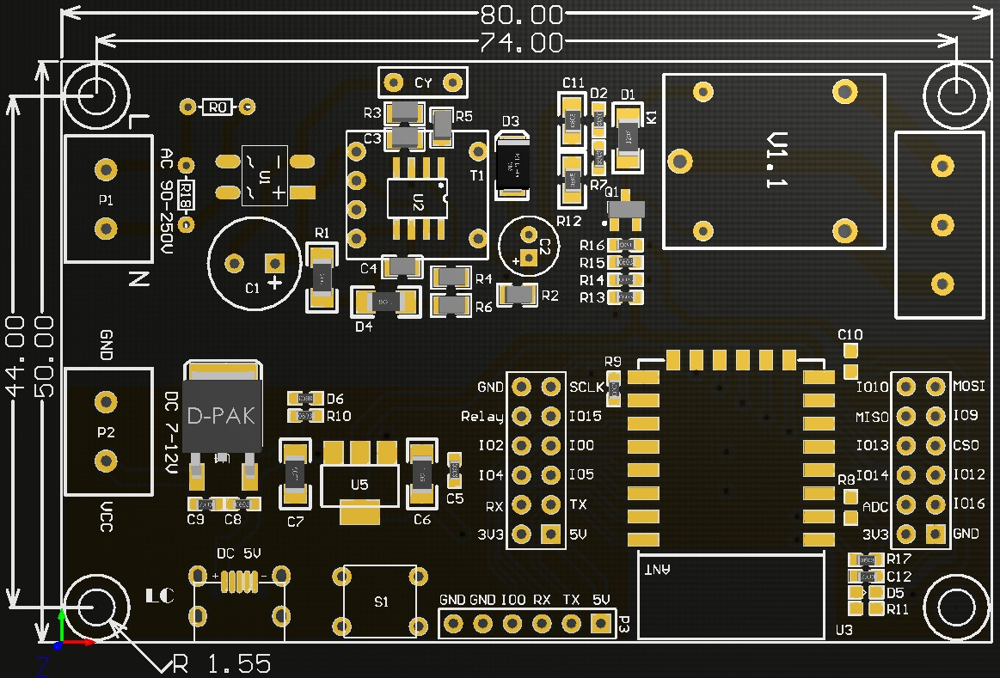 80.00
74.00
44.00
50.00
R 1.55
Z
L
N
P1
AC 90-250V
R0
R18
U1
C1
R1
CY
R3
C3
R5
T1
U2
C4
D4
R4
R6
R2
C2
D3
C11
D2
D1
K1
R7
Q1
R12
R16
R15
R14
R13
V1.1
GND
P2
VCC
DC 7-12V
D-PAK
D6
R10
C9
C8
C7
U5
C6
C5
DC 5V
LC
S1
GND GND IO0 RX TX 5V
P3
R9
GND SCLK
Relay IO15
IO2 IO0
IO4 IO5
RX TX
3V3 5V
C10
IO10 MOSI
MISO IO9
IO13 CSO
IO14 IO12
R8
ADC IO16
3V3 GND
R17
C12
D5
R11
ANT
U3